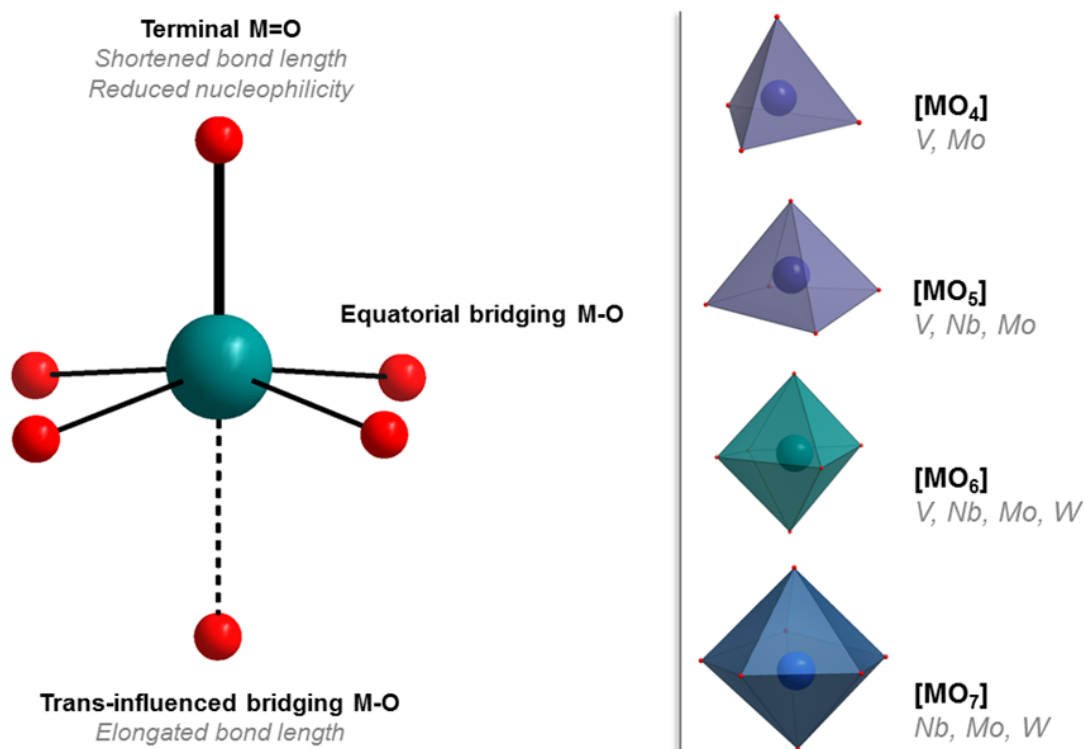 Terminal M=O
Shortened bond length
Reduced nucleophilicity
Equatorial bridging M-O
Trans-influenced bridging M-O
Elongated bond length
[MO₄]
V, Mo
[MO₅]
V, Nb, Mo
[MO₆]
V, Nb, Mo, W
[MO₇]
Nb, Mo, W